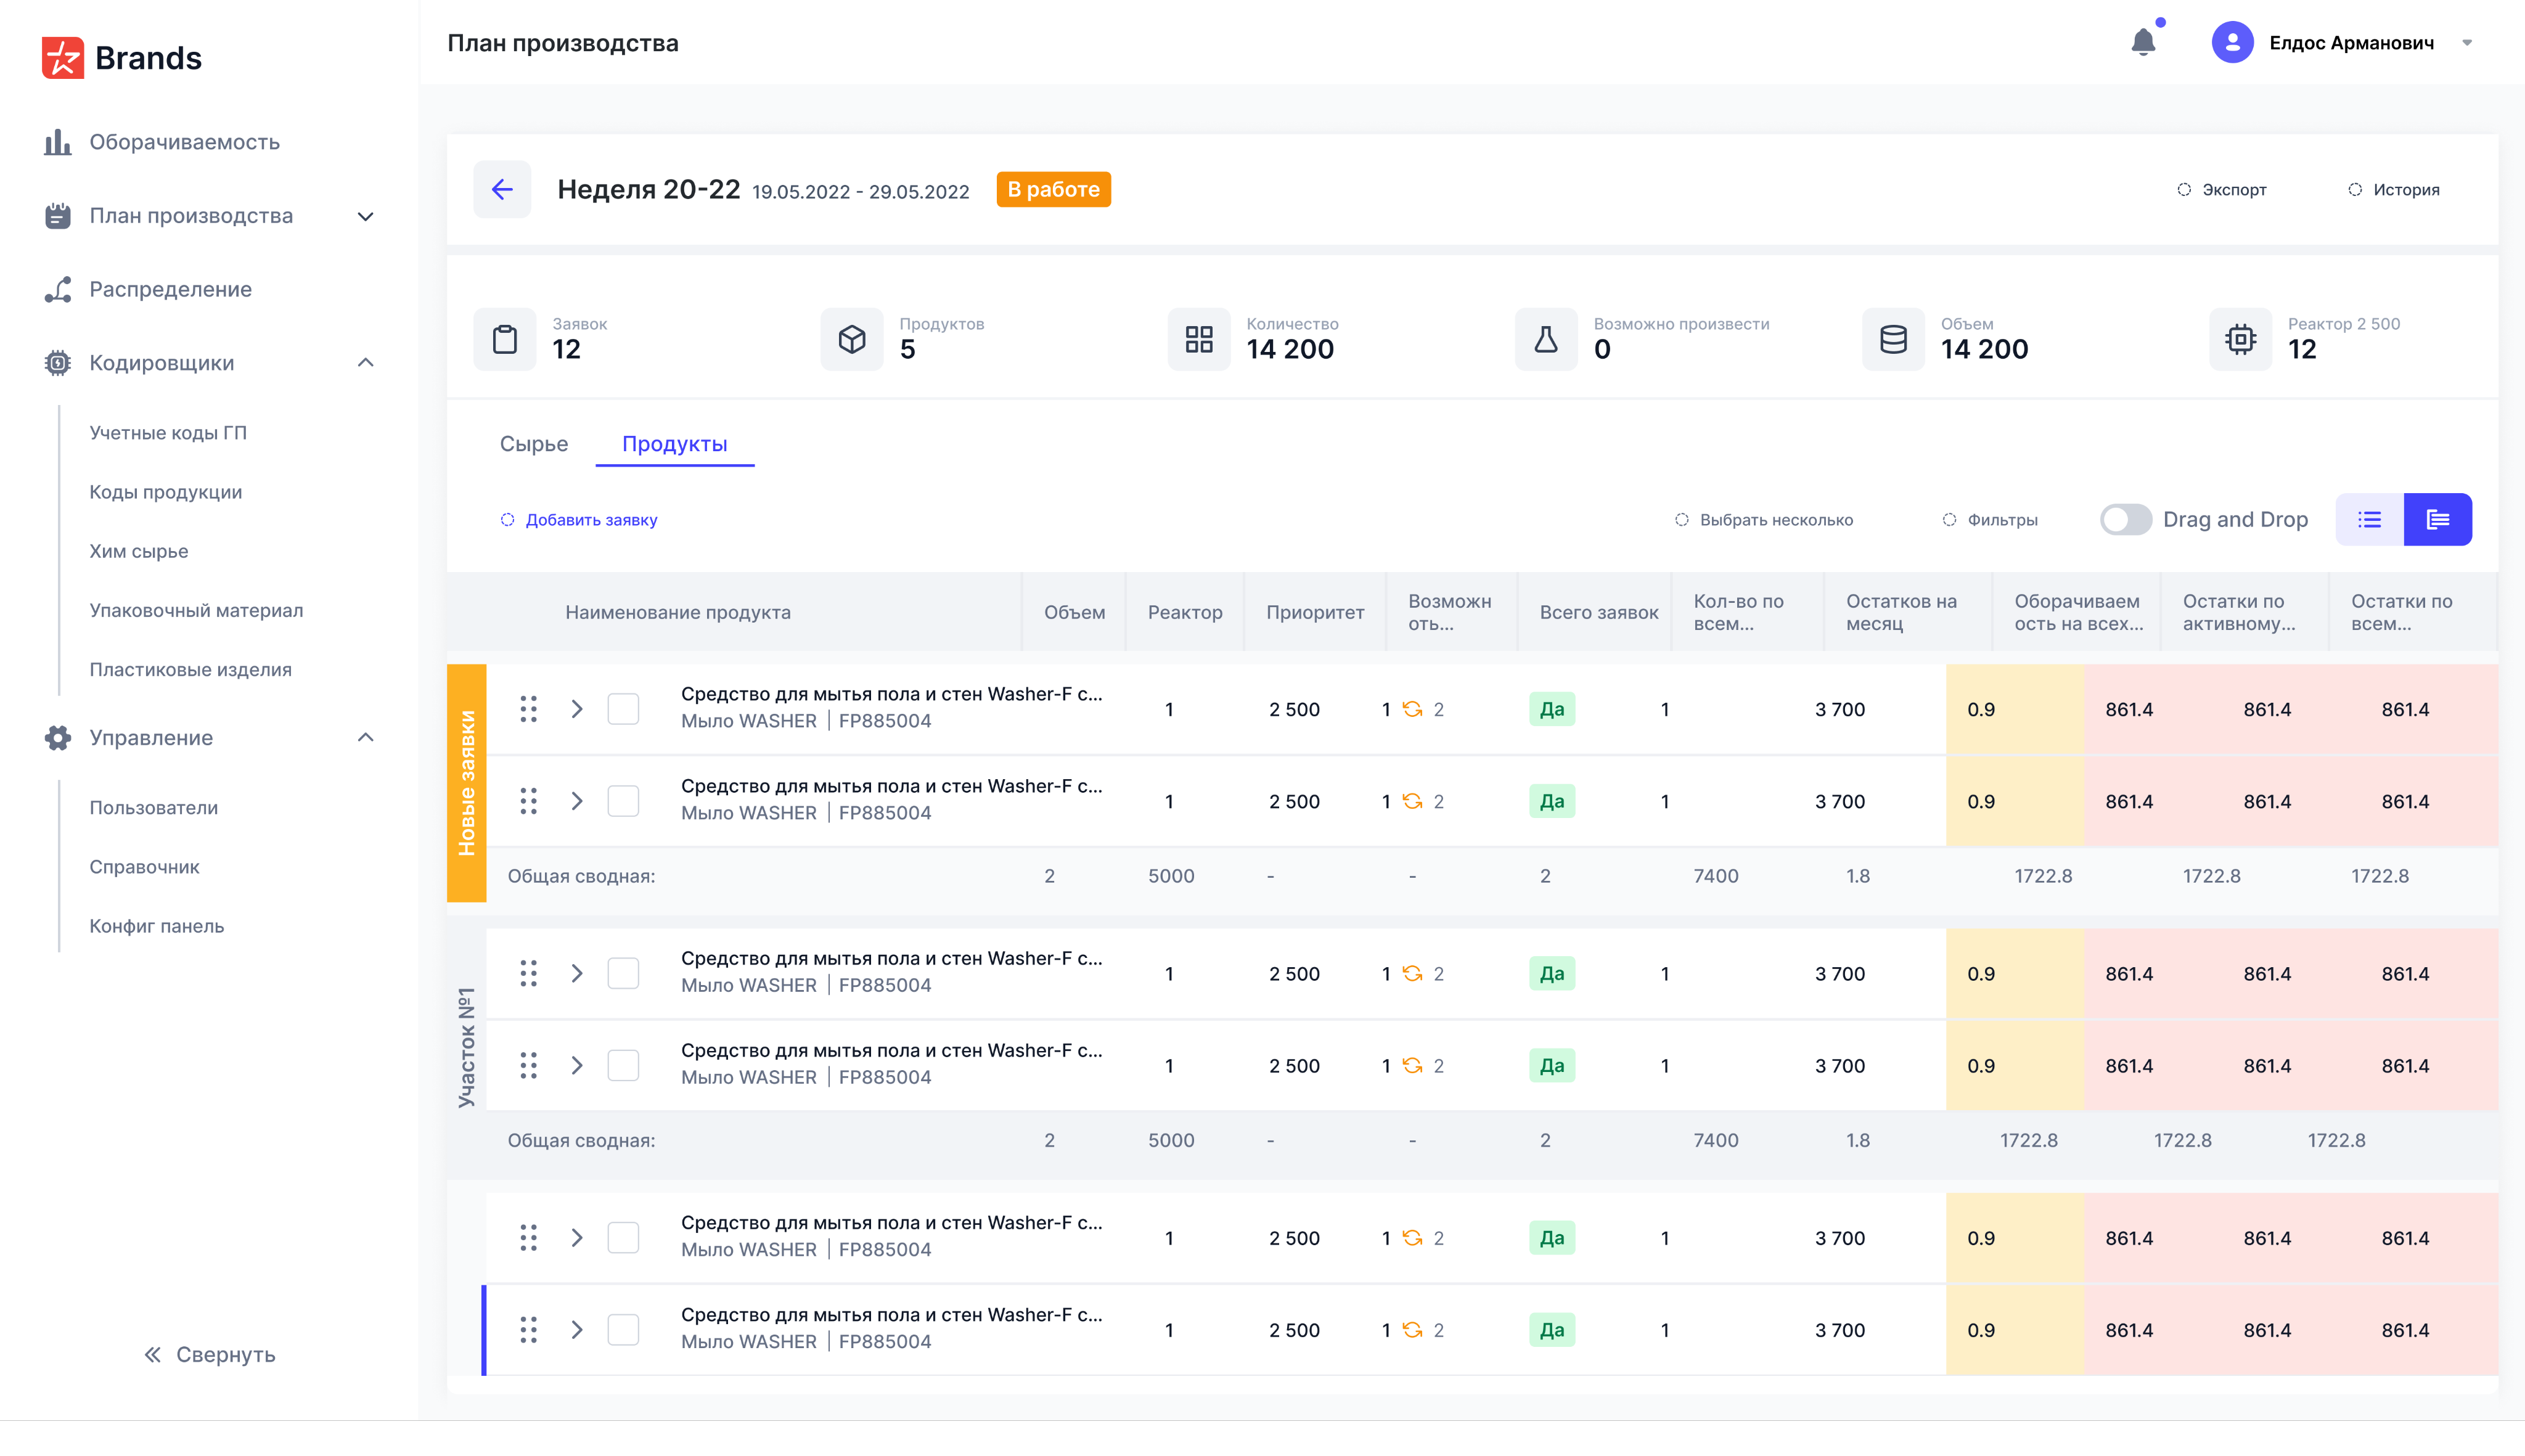 Brands
План производства
Елдос Арманович
Оборачиваемость
План производства
Распределение
Кодировщики
Учетные коды ГП
Коды продукции
Хим сырье
Упаковочный материал
Пластиковые изделия
Управление
Пользователи
Справочник
Конфиг панель
Свернуть
Неделя 20-22 19.05.2022 - 29.05.2022 В работе
Экспорт История
Заявок
12
Продуктов
5
Количество
14 200
Возможно произвести
0
Объем
14 200
Реактор 2 500
12
Сырье Продукты
Добавить заявку Выбрать несколько Фильтры Drag and Drop
Наименование продукта
Объем
Реактор
Приоритет
Возможн
оть...
Всего заявок
Кол-во по
всем...
Остатков на
месяц
Оборачиваем
ость на всех...
Остатки по
активному...
Остатки по
всем...
Новые заявки
Средство для мытья пола и стен Washer-F с...
Мыло WASHER | FP885004
1 2 500 1 2 Да 1 3 700 0.9 861.4 861.4 861.4
Средство для мытья пола и стен Washer-F с...
Мыло WASHER | FP885004
1 2 500 1 2 Да 1 3 700 0.9 861.4 861.4 861.4
Общая сводная: 2 5000 - - 2 7400 1.8 1722.8 1722.8 1722.8
Участок №1
Средство для мытья пола и стен Washer-F с...
Мыло WASHER | FP885004
1 2 500 1 2 Да 1 3 700 0.9 861.4 861.4 861.4
Средство для мытья пола и стен Washer-F с...
Мыло WASHER | FP885004
1 2 500 1 2 Да 1 3 700 0.9 861.4 861.4 861.4
Общая сводная: 2 5000 - - 2 7400 1.8 1722.8 1722.8 1722.8
Средство для мытья пола и стен Washer-F с...
Мыло WASHER | FP885004
1 2 500 1 2 Да 1 3 700 0.9 861.4 861.4 861.4
Средство для мытья пола и стен Washer-F с...
Мыло WASHER | FP885004
1 2 500 1 2 Да 1 3 700 0.9 861.4 861.4 861.4